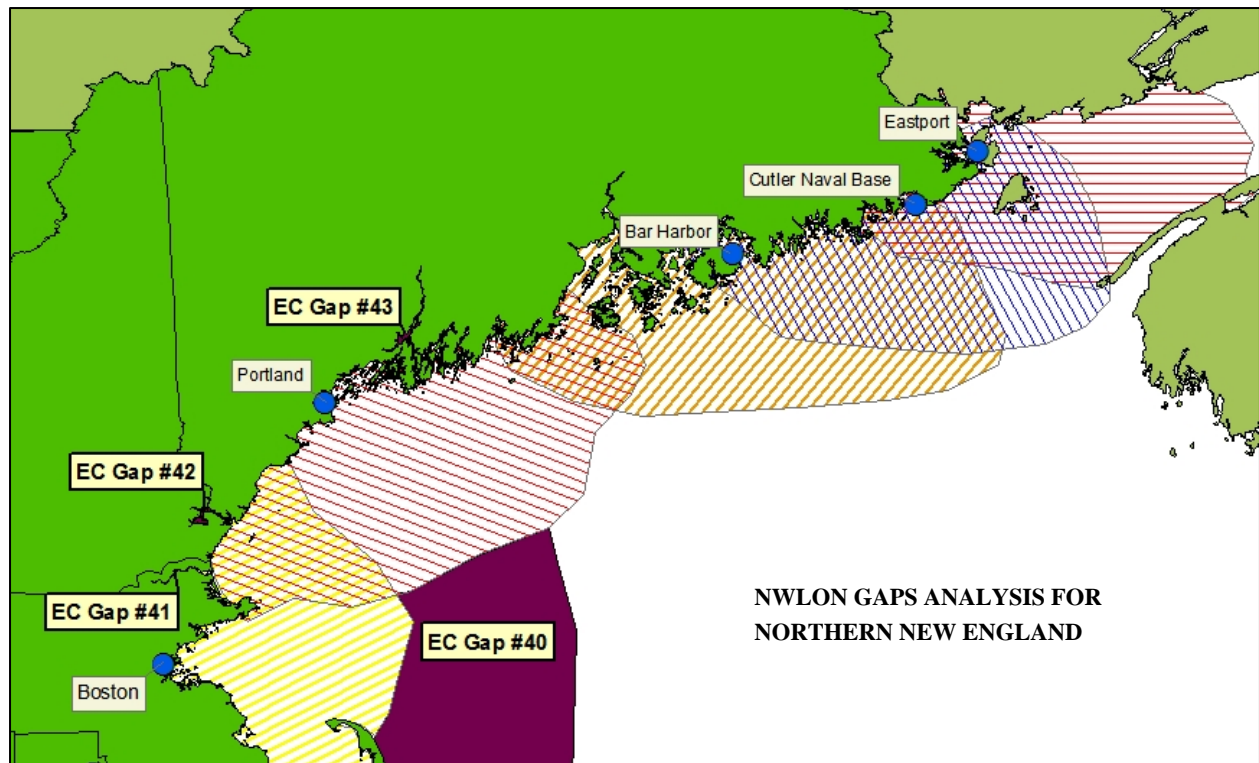 Eastport
Cutler Naval Base
Bar Harbor
EC Gap #43
Portland
EC Gap #42
EC Gap #41
EC Gap #40
Boston
NWLON GAPS ANALYSIS FOR
NORTHERN NEW ENGLAND